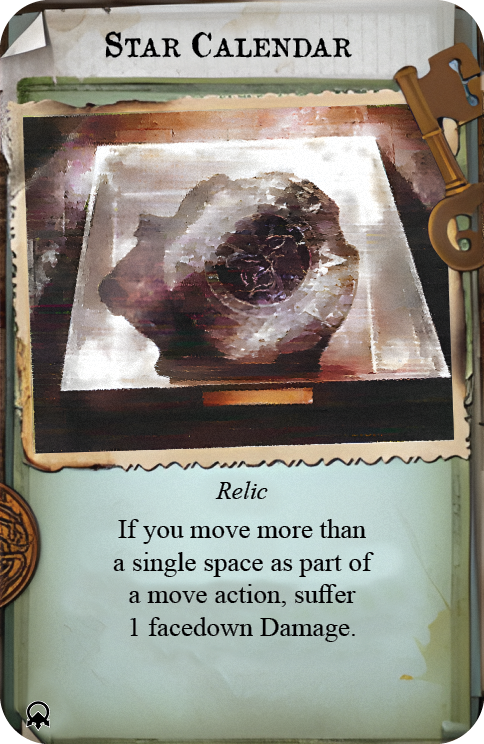 Star Calendar
Relic
If you move more than
a single space as part of
a move action, suffer
1 facedown Damage.